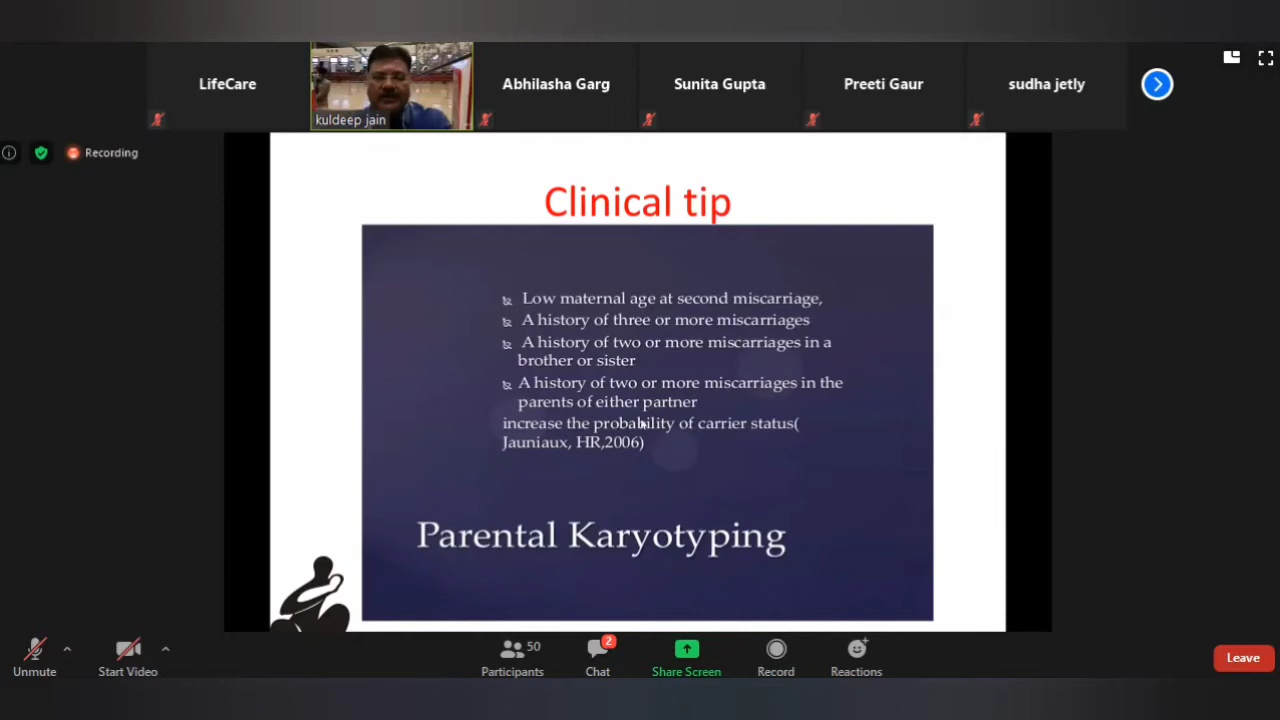 LifeCare
kuldeep jain
Abhilasha Garg
Sunita Gupta
Preeti Gaur
sudha jetly
Recording
Clinical tip
Low maternal age at second miscarriage,
A history of three or more miscarriages
A history of two or more miscarriages in a
brother or sister
A history of two or more miscarriages in the
parents of either partner
increase the probability of carrier status(
Jauniaux, HR,2006)
Parental Karyotyping
Unmute
Start Video
50
Participants
2
Chat
Share Screen
Record
Reactions
Leave